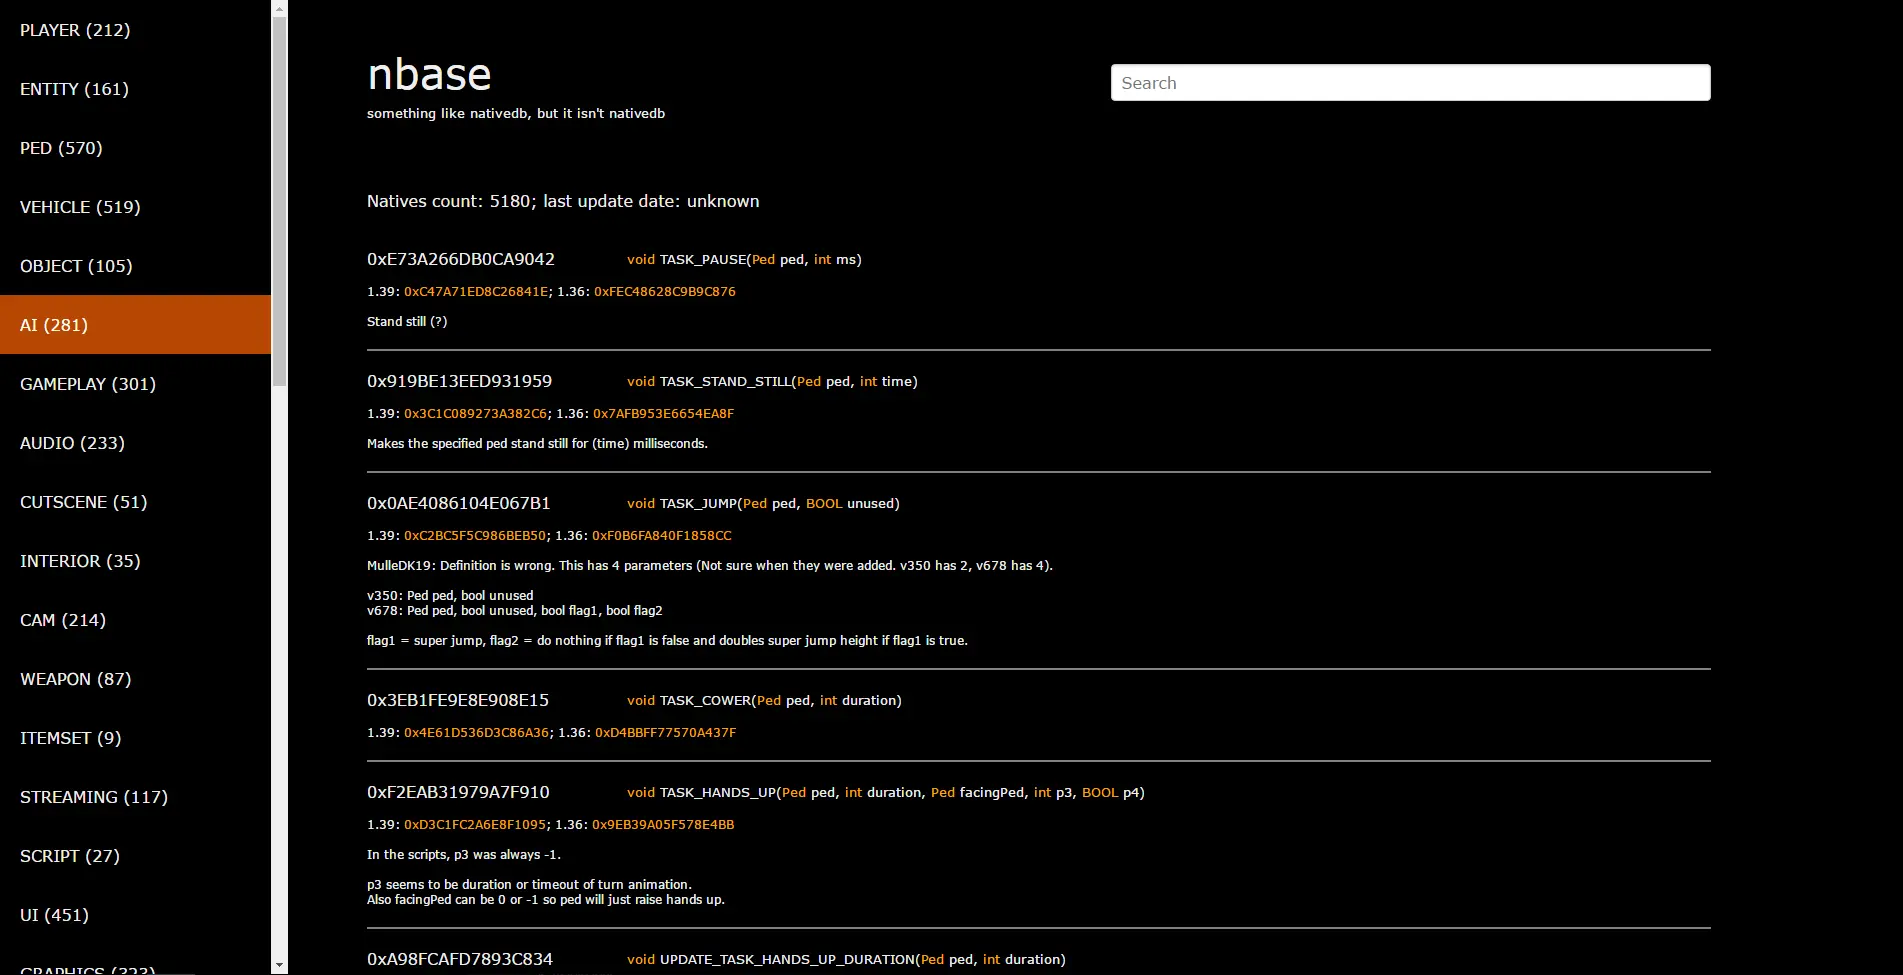 PLAYER (212)
ENTITY (161)
PED (570)
VEHICLE (519)
OBJECT (105)
AI (281)
GAMEPLAY (301)
AUDIO (233)
CUTSCENE (51)
INTERIOR (35)
CAM (214)
WEAPON (87)
ITEMSET (9)
STREAMING (117)
SCRIPT (27)
UI (451)
GRAPHICS (323)
nbase
something like nativedb, but it isn't nativedb
Search
Natives count: 5180; last update date: unknown
0xE73A266DB0CA9042 void TASK_PAUSE(Ped ped, int ms)
1.39: 0xC47A71ED8C26841E; 1.36: 0xFEC48628C9B9C876
Stand still (?)
0x919BE13EED931959 void TASK_STAND_STILL(Ped ped, int time)
1.39: 0x3C1C089273A382C6; 1.36: 0x7AFB953E6654EA8F
Makes the specified ped stand still for (time) milliseconds.
0x0AE4086104E067B1 void TASK_JUMP(Ped ped, BOOL unused)
1.39: 0xC2BC5F5C986BEB50; 1.36: 0xF0B6FA840F1858CC
MulleDK19: Definition is wrong. This has 4 parameters (Not sure when they were added. v350 has 2, v678 has 4).
v350: Ped ped, bool unused
v678: Ped ped, bool unused, bool flag1, bool flag2
flag1 = super jump, flag2 = do nothing if flag1 is false and doubles super jump height if flag1 is true.
0x3EB1FE9E8E908E15 void TASK_COWER(Ped ped, int duration)
1.39: 0x4E61D536D3C86A36; 1.36: 0xD4BBFF77570A437F
0xF2EAB31979A7F910 void TASK_HANDS_UP(Ped ped, int duration, Ped facingPed, int p3, BOOL p4)
1.39: 0xD3C1FC2A6E8F1095; 1.36: 0x9EB39A05F578E4BB
In the scripts, p3 was always -1.
p3 seems to be duration or timeout of turn animation.
Also facingPed can be 0 or -1 so ped will just raise hands up.
0xA98FCAFD7893C834 void UPDATE_TASK_HANDS_UP_DURATION(Ped ped, int duration)